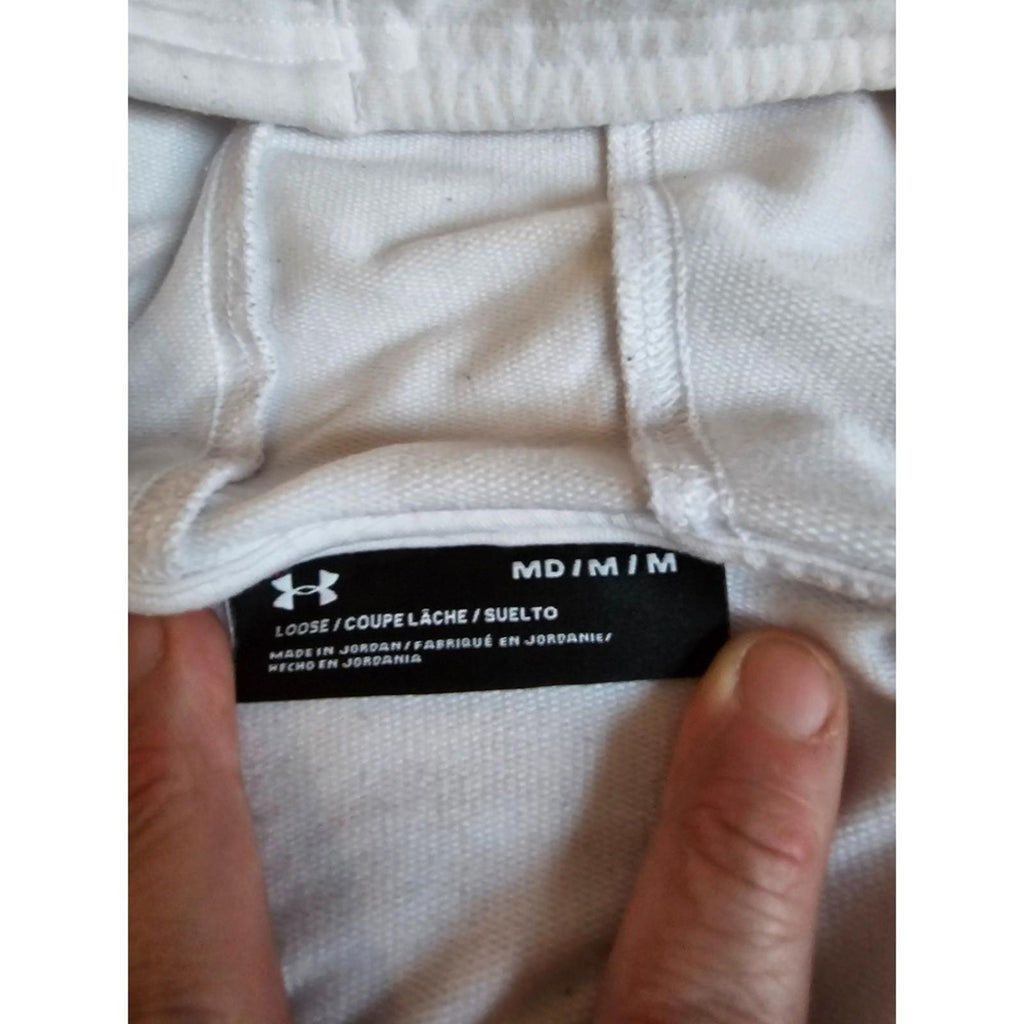 MD / M / M
LOOSE / COUPE LÂCHE / SUELTO
MADE IN JORDAN / FABRIQUÉ EN JORDANIE /
HECHO EN JORDANIA